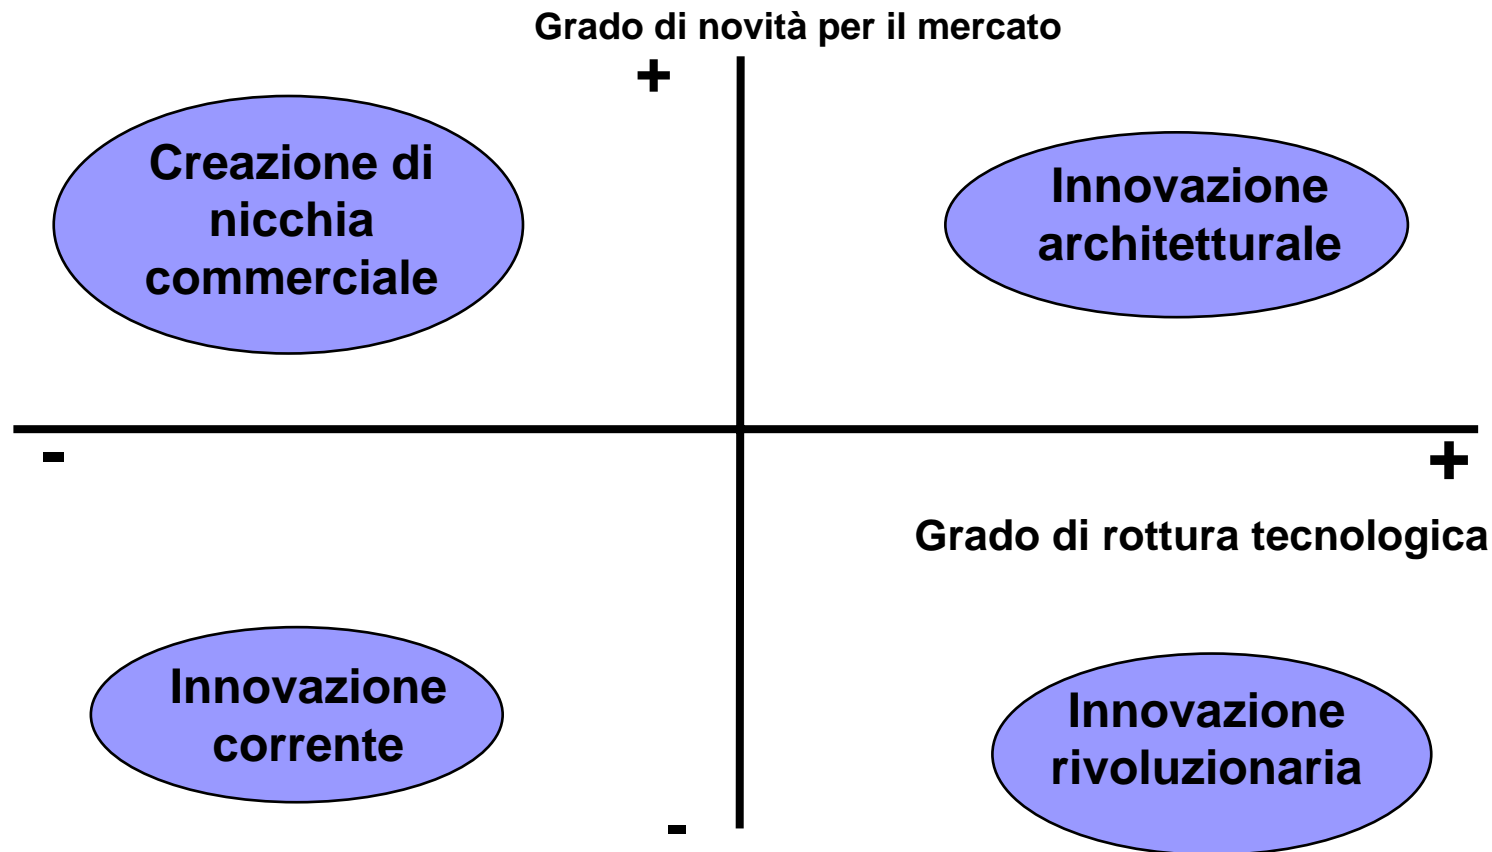 Grado di novità per il mercato
+
Creazione di
nicchia
commerciale
Innovazione
architetturale
-
+
Grado di rottura tecnologica
Innovazione
corrente
Innovazione
rivoluzionaria
-